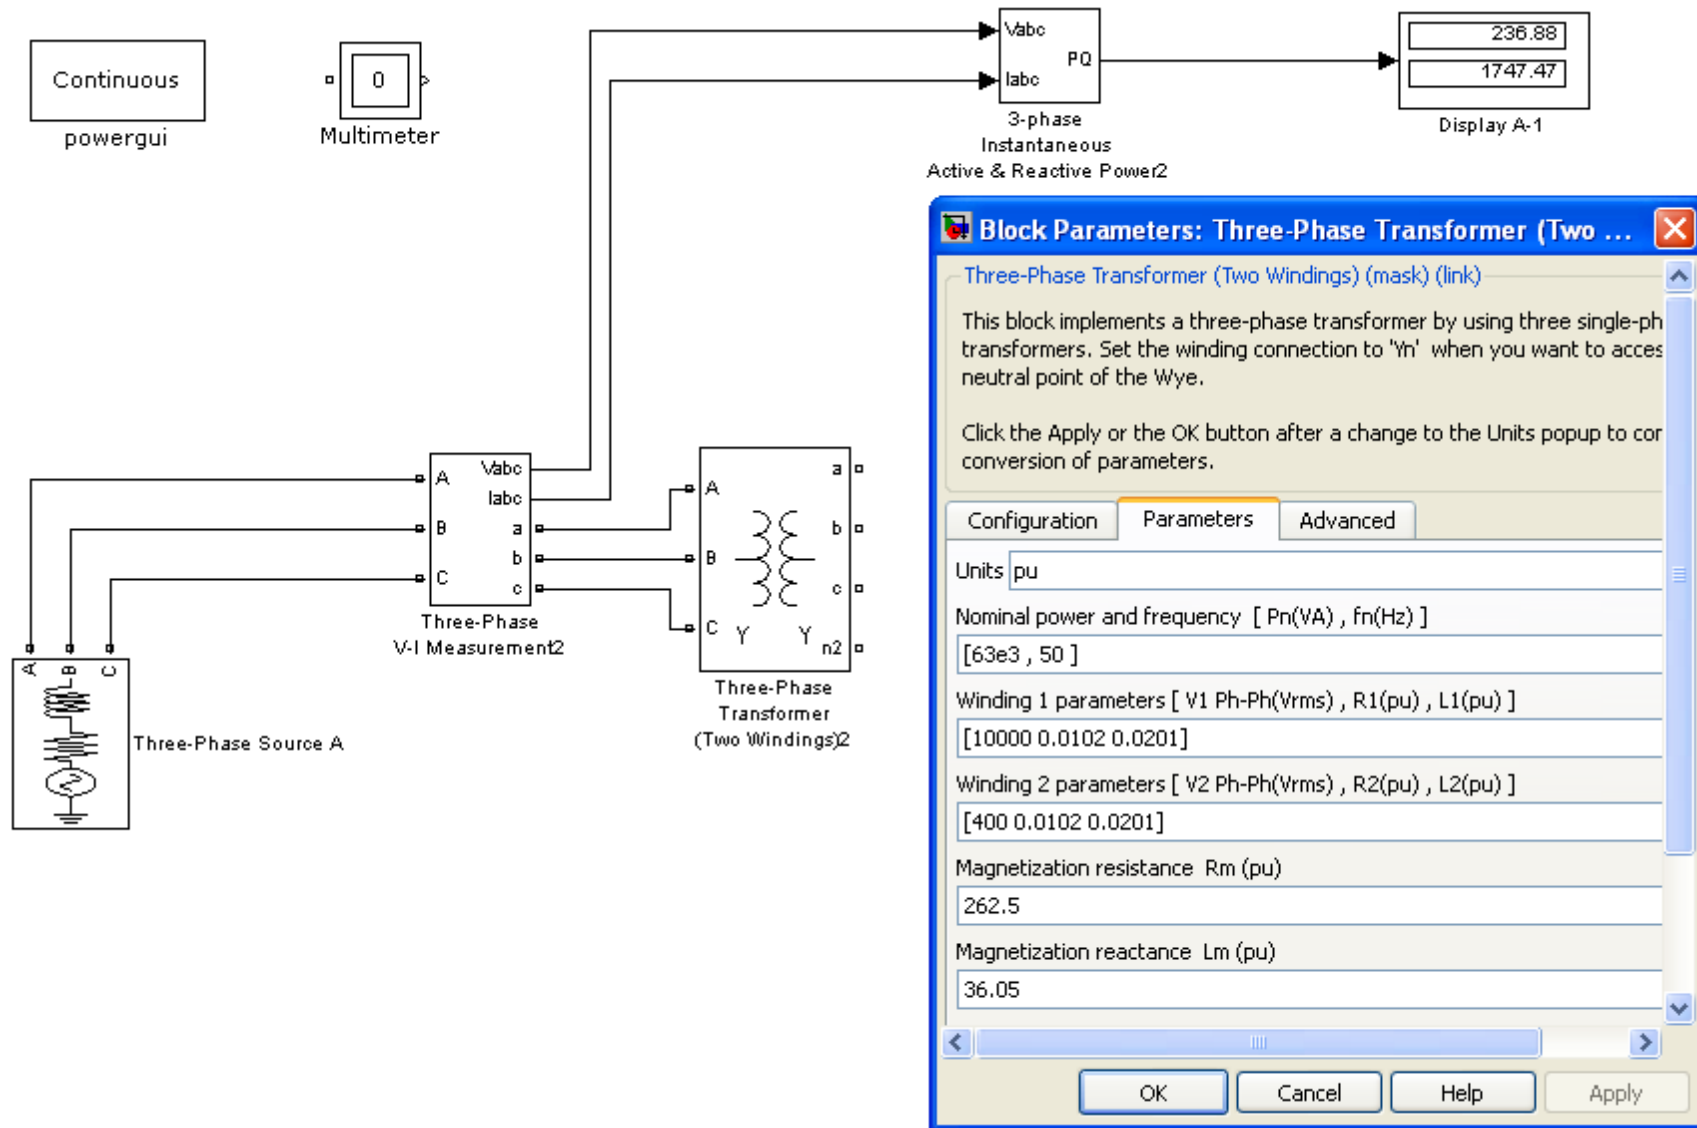 Continuous
powergui
0
Multimeter
Vabc
Iabc
PQ
3-phase
Instantaneous
Active & Reactive Power2
236.88
1747.47
Display A-1
A
B
C
Vabc
Iabc
a
b
c
Three-Phase
V-I Measurement2
A
B
C
a
b
c
n2
Y Y
Three-Phase
Transformer
(Two Windings)2
A B C
Three-Phase Source A
Block Parameters: Three-Phase Transformer (Two ...
Three-Phase Transformer (Two Windings) (mask) (link)
This block implements a three-phase transformer by using three single-ph
transformers. Set the winding connection to 'Yn' when you want to acces
neutral point of the Wye.
Click the Apply or the OK button after a change to the Units popup to cor
conversion of parameters.
Configuration Parameters Advanced
Units pu
Nominal power and frequency [ Pn(VA) , fn(Hz) ]
[63e3 , 50 ]
Winding 1 parameters [ V1 Ph-Ph(Vrms) , R1(pu) , L1(pu) ]
[10000 0.0102 0.0201]
Winding 2 parameters [ V2 Ph-Ph(Vrms) , R2(pu) , L2(pu) ]
[400 0.0102 0.0201]
Magnetization resistance Rm (pu)
262.5
Magnetization reactance Lm (pu)
36.05
OK Cancel Help Apply